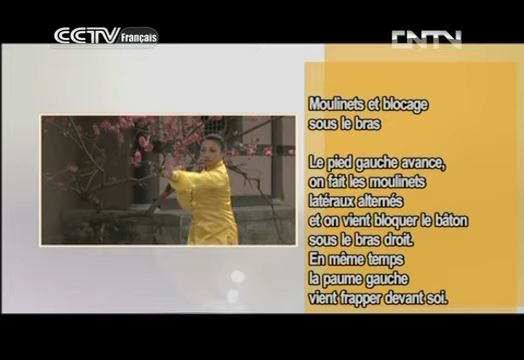 CCTV Français
CNTV
Moulinets et blocage
sous le bras
Le pied gauche avance,
on fait les moulinets
latéraux alternés
et on vient bloquer le bâton
sous le bras droit.
En même temps
la paume gauche
vient frapper devant soi.